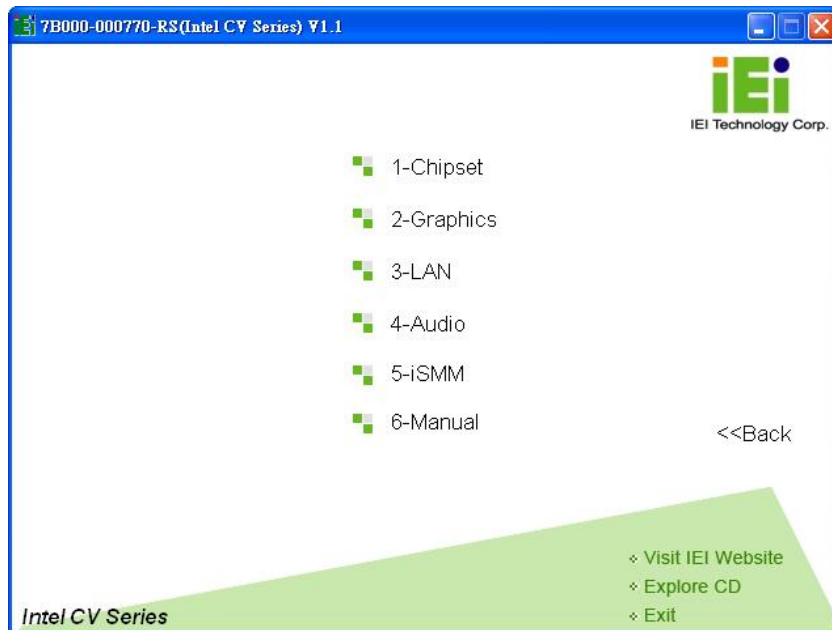 7B000-000770-RS(Intel CV Series) V1.1
iEi
IEI Technology Corp.
1-Chipset
2-Graphics
3-LAN
4-Audio
5-iSMM
6-Manual
<<Back
Visit IEI Website
Explore CD
Exit
Intel CV Series